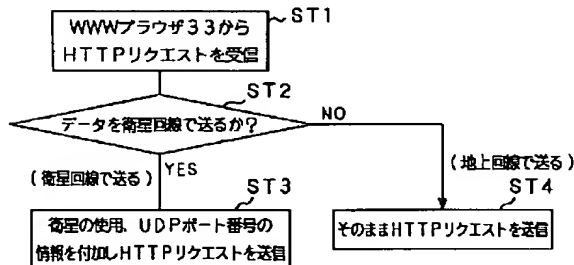 ST1
WWWブラウザ33から
HTTPリクエストを受信
ST2
データを衛星回線で送るか?
NO
YES
(衛星回線で送る)
(地上回線で送る)
ST3
ST4
衛星の使用、UDPポート番号の
情報を付加しHTTPリクエストを送信
そのままHTTPリクエストを送信